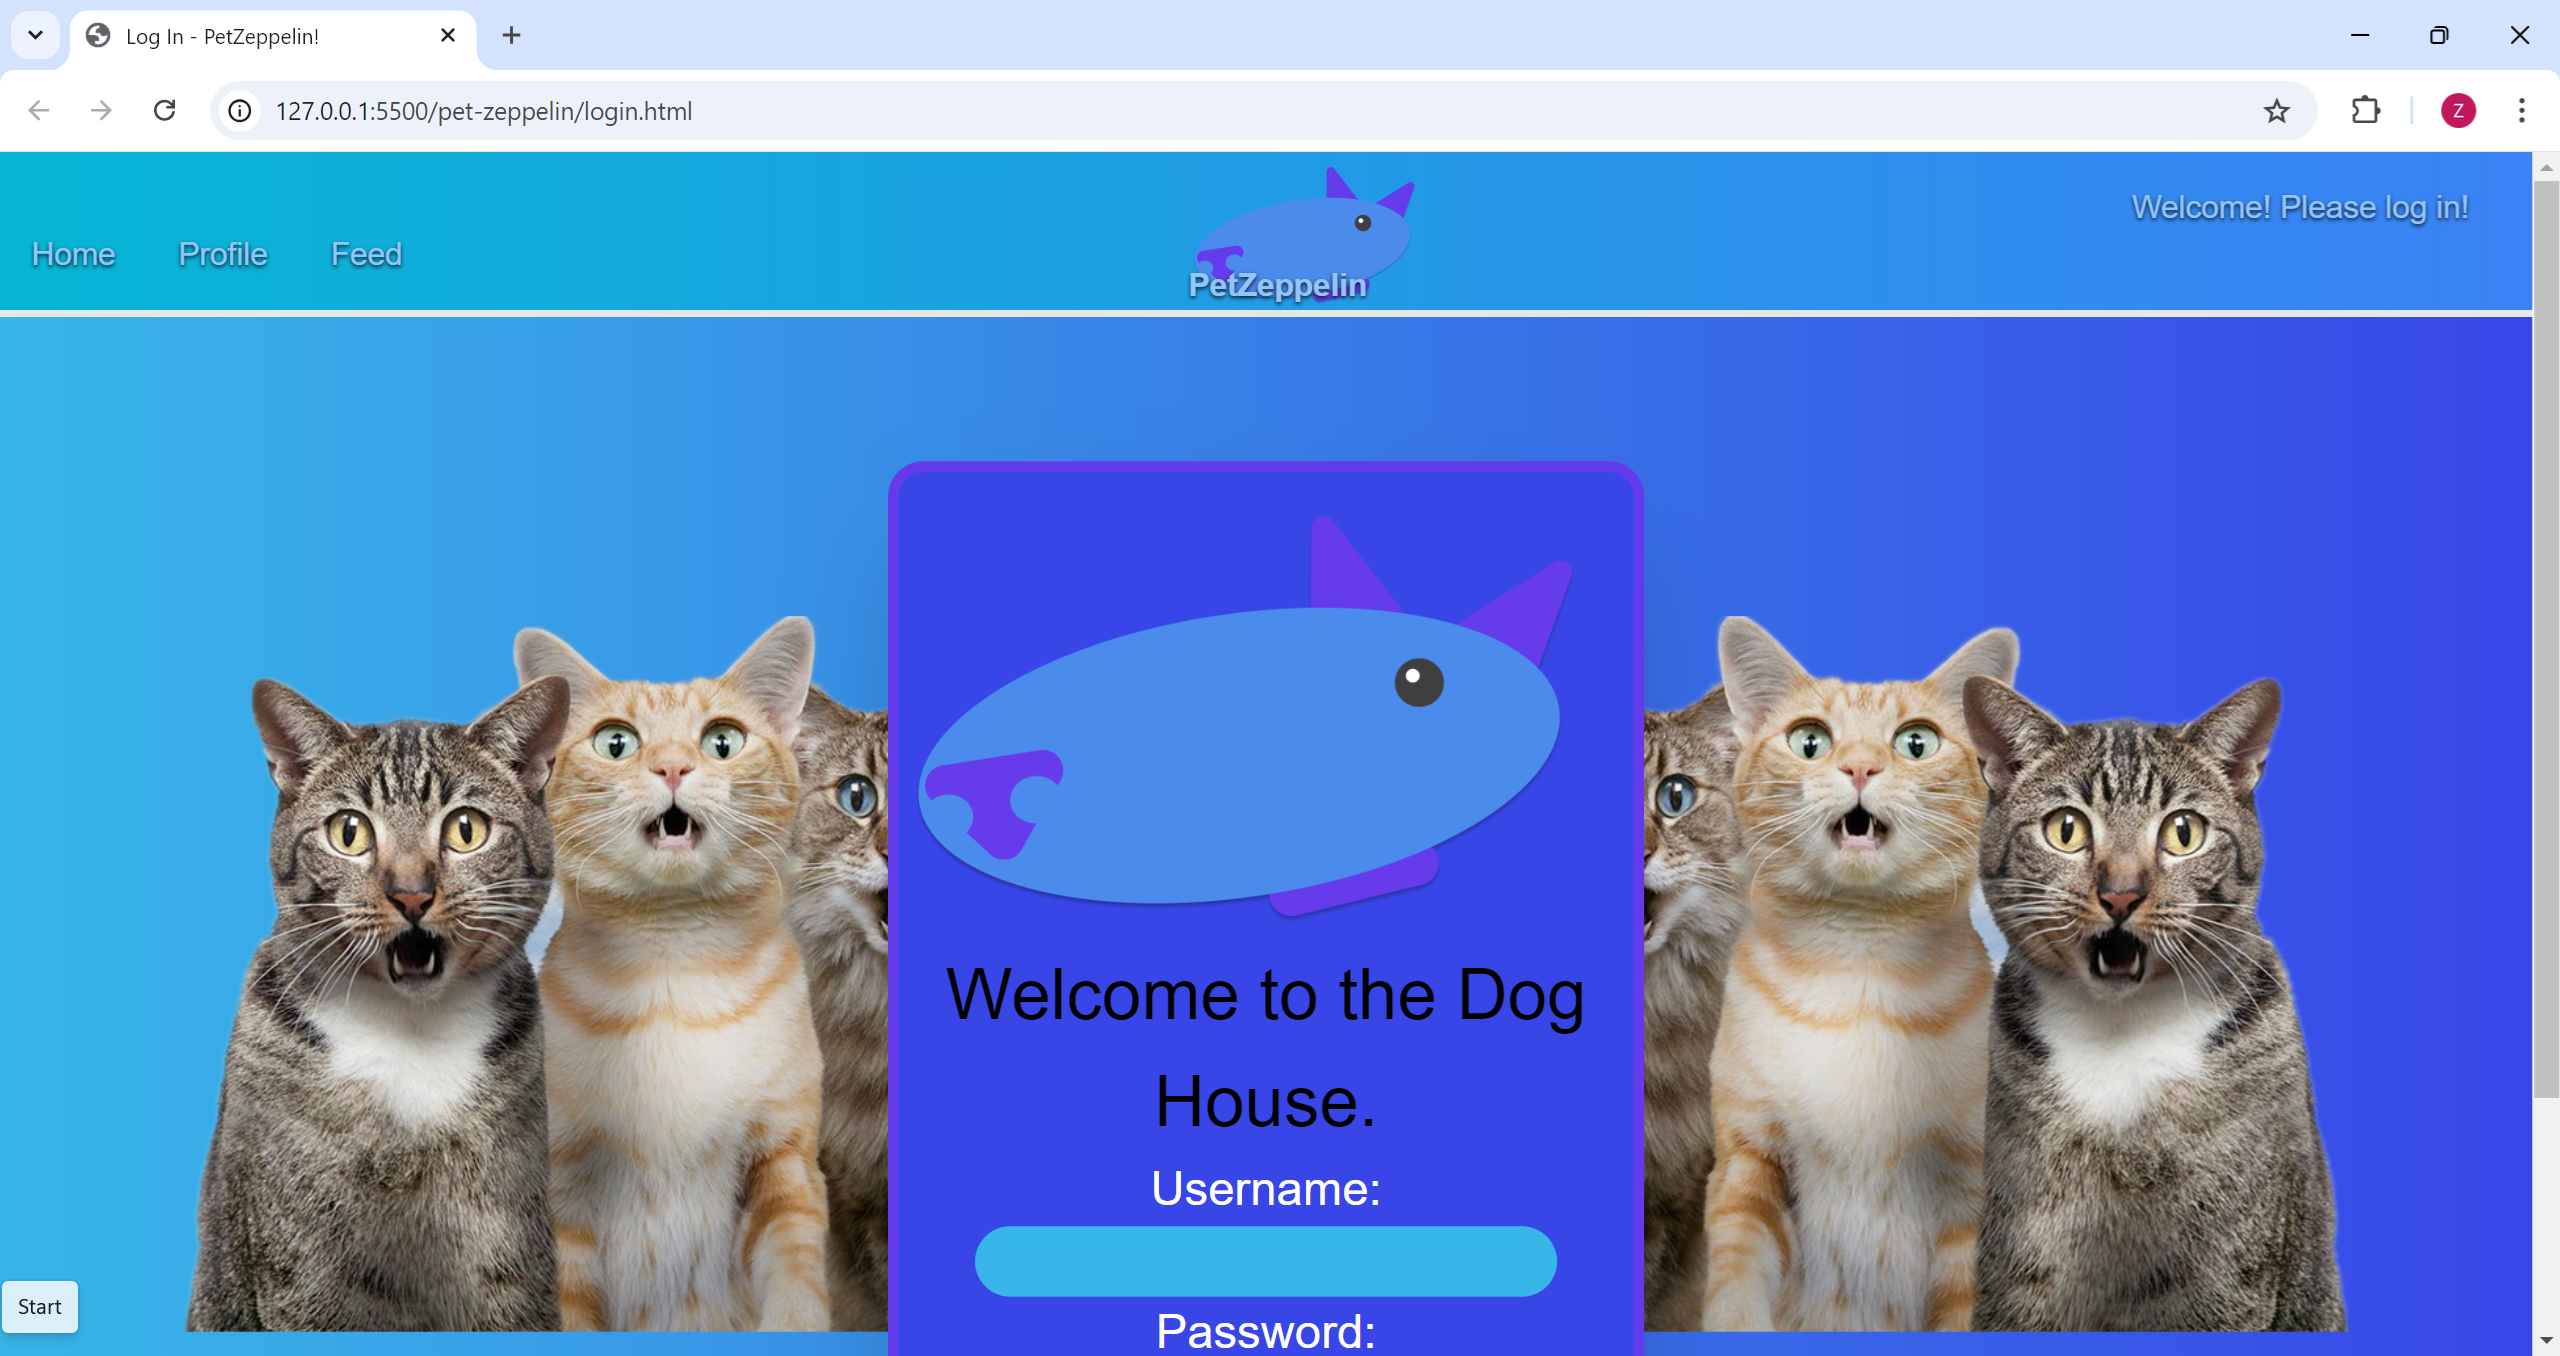 Log In - PetZeppelin!
127.0.0.1:5500/pet-zeppelin/login.html
Z
Welcome! Please log in!
Home Profile Feed
PetZeppelin
Welcome to the Dog
House.
Username:
Start
Password: